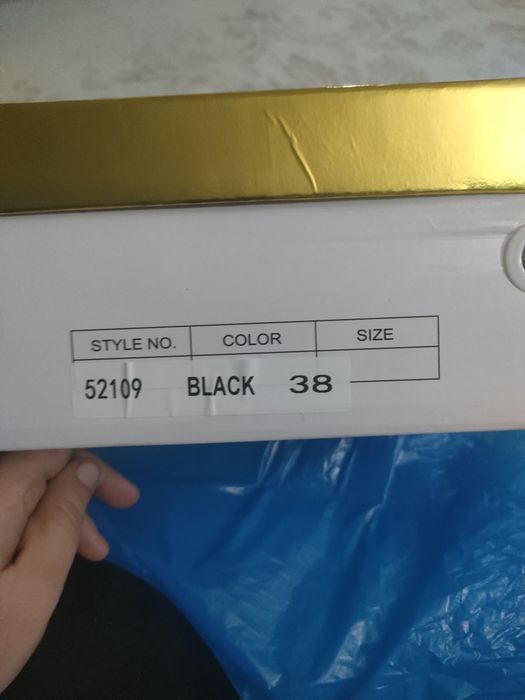 STYLE NO. COLOR SIZE
52109 BLACK 38